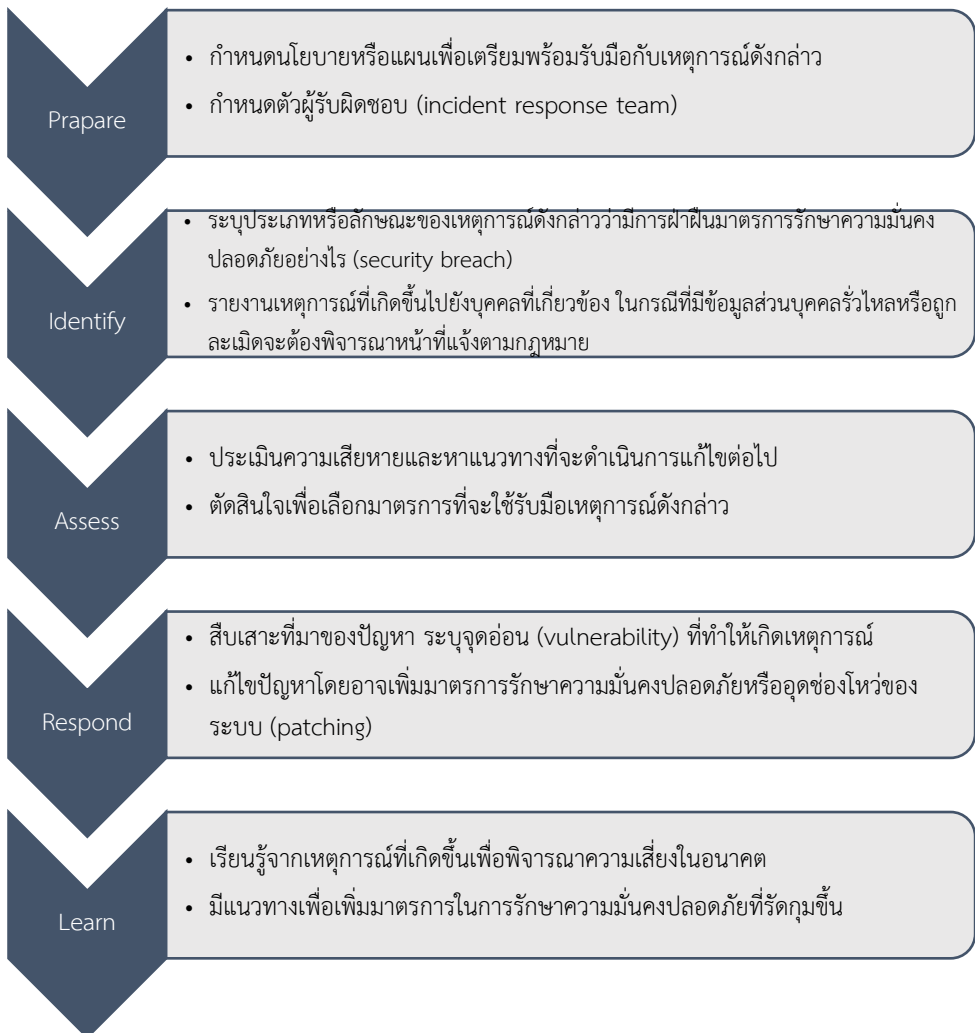 Prapare
• กำหนดนโยบายหรือแผนเพื่อเตรียมพร้อมรับมือกับเหตุการณ์ดังกล่าว
• กำหนดตัวผู้รับผิดชอบ (incident response team)
Identify
• ระบุประเภทหรือลักษณะของเหตุการณ์ดังกล่าวว่ามีการฝ่าฝืนมาตรการรักษาความมั่นคง
ปลอดภัยอย่างไร (security breach)
• รายงานเหตุการณ์ที่เกิดขึ้นไปยังบุคคลที่เกี่ยวข้อง ในกรณีที่มีข้อมูลส่วนบุคคลรั่วไหลหรือถูก
ละเมิดจะต้องพิจารณาหน้าที่แจ้งตามกฎหมาย
Assess
• ประเมินความเสียหายและหาแนวทางที่จะดำเนินการแก้ไขต่อไป
• ตัดสินใจเพื่อเลือกมาตรการที่จะใช้รับมือเหตุการณ์ดังกล่าว
Respond
• สืบเสาะที่มาของปัญหา ระบุจุดอ่อน (vulnerability) ที่ทำให้เกิดเหตุการณ์
• แก้ไขปัญหาโดยอาจเพิ่มมาตรการรักษาความมั่นคงปลอดภัยหรืออุดช่องโหว่ของ
ระบบ (patching)
Learn
• เรียนรู้จากเหตุการณ์ที่เกิดขึ้นเพื่อพิจารณาความเสี่ยงในอนาคต
• มีแนวทางเพื่อเพิ่มมาตรการในการรักษาความมั่นคงปลอดภัยที่รัดกุมขึ้น